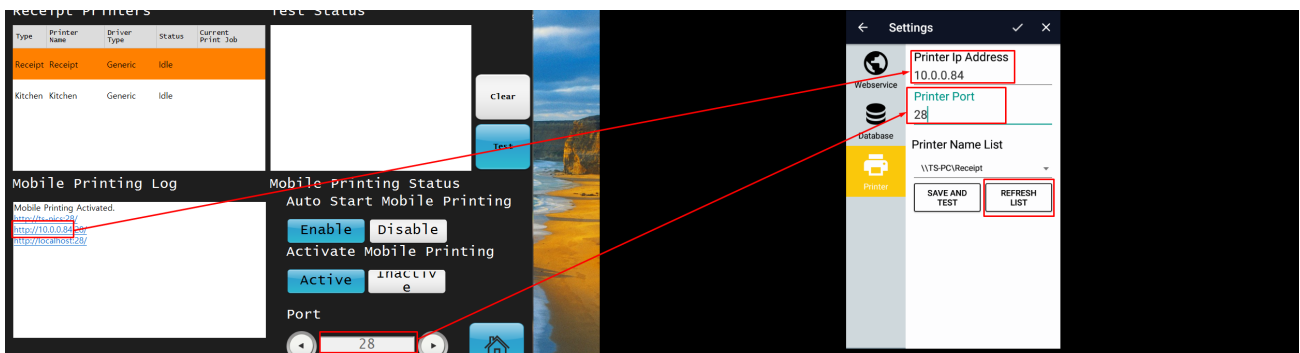 Receipt Printers
Test Status
Type Printer Name Driver Type Status Current Print Job
Receipt Receipt Generic Idle
Kitchen Kitchen Generic Idle
Clear
Test
Mobile Printing Log
Mobile Printing Activated.
http://ts-pics:28/
http://10.0.0.84:28/
http://localhost:28/
Mobile Printing Status
Auto Start Mobile Printing
Enable Disable
Activate Mobile Printing
Active Inactive
Port
28
Settings
Webservice
Database
Printer
Printer Ip Address
10.0.0.84
Printer Port
28
Printer Name List
\\TS-PC\Receipt
SAVE AND TEST
REFRESH LIST